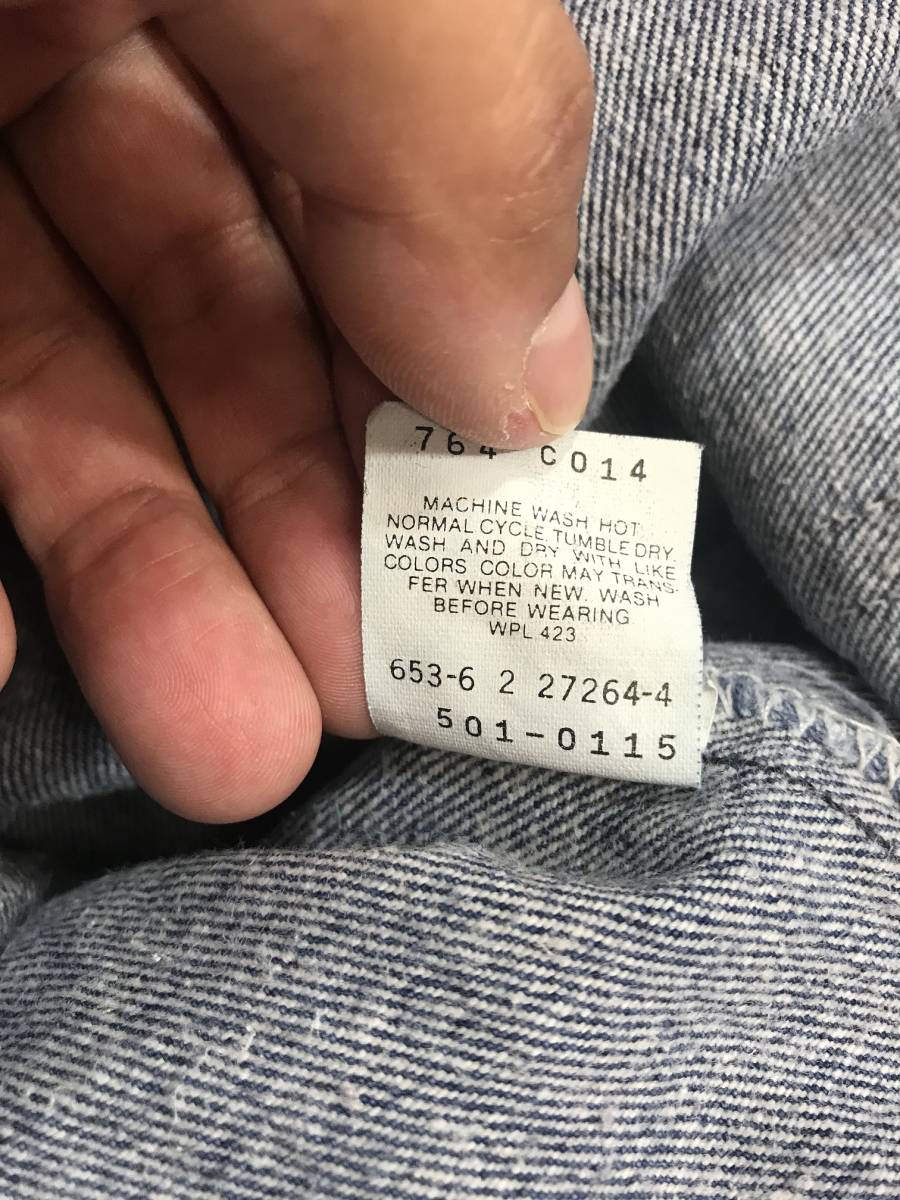 764 C014
MACHINE WASH HOT
NORMAL CYCLE. TUMBLE DRY.
WASH AND DRY WITH LIKE
COLORS COLOR MAY TRANS-
FER WHEN NEW. WASH
BEFORE WEARING
WPL 423
653-6 2 27264-4
501-0115